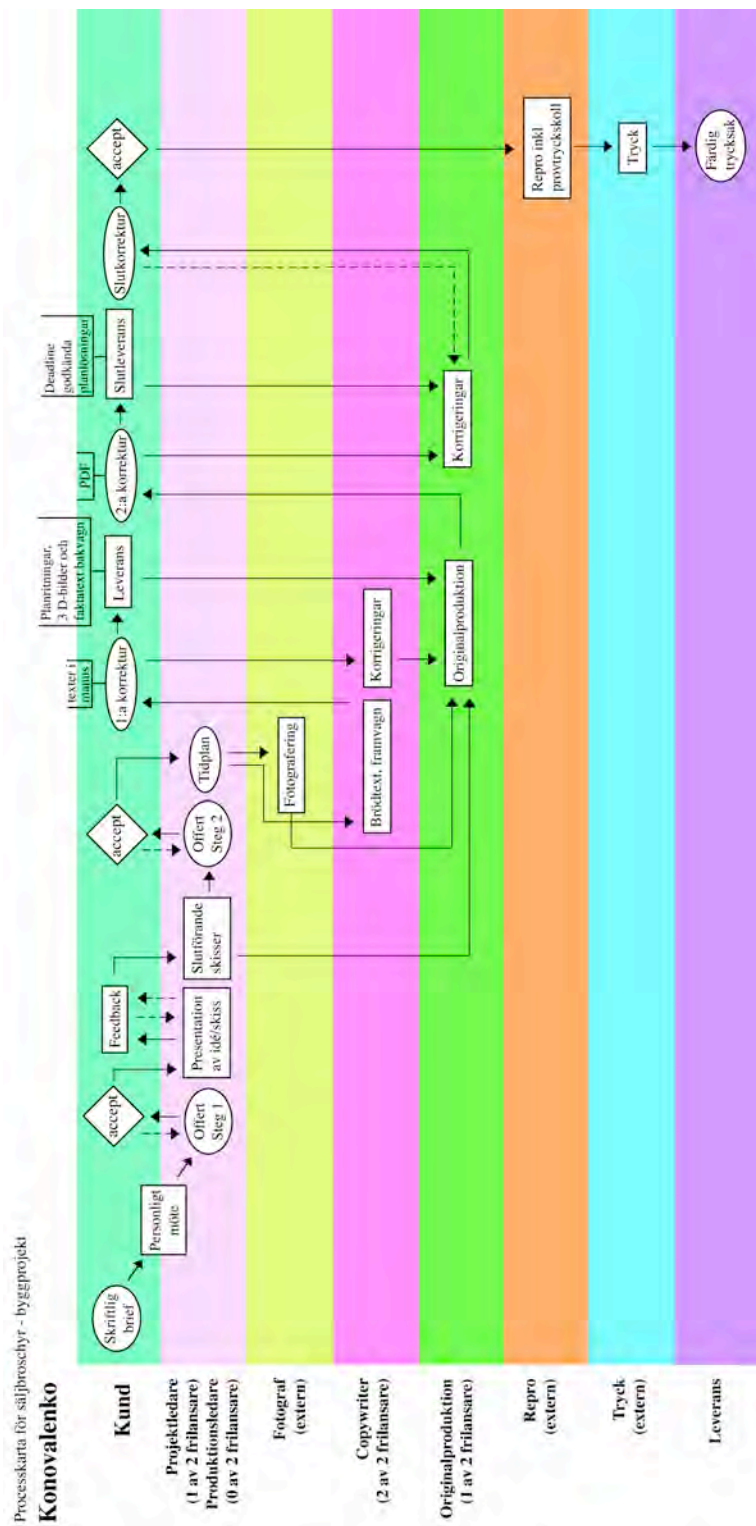 Processkarta för säljbroschyr - byggprojekt
Konovalenko
Kund
Skriftlig
brief
accept
Feedback
accept
texter i
manus
1:a korrektur
Planritningar,
3 D-bilder och
faktatext bakvagn
Leverans
PDF
2:a korrektur
Deadline
godkända
planlösningar
Slutleverans
Slutkorrektur
accept
Projektledare
(1 av 2 frilansare)
Produktionsledare
(0 av 2 frilansare)
Personligt
möte
Offert
Steg 1
Presentation
av idé/skiss
Slutförande
skisser
Offert
Steg 2
Tidplan
Fotograf
(extern)
Fotografering
Copywriter
(2 av 2 frilansare)
Brödtext, framvagn
Korrigeringar
Originalproduktion
(1 av 2 frilansare)
Originalproduktion
Korrigeringar
Repro
(extern)
Repro inkl
provtryckskoll
Tryck
(extern)
Tryck
Leverans
Färdig
trycksak